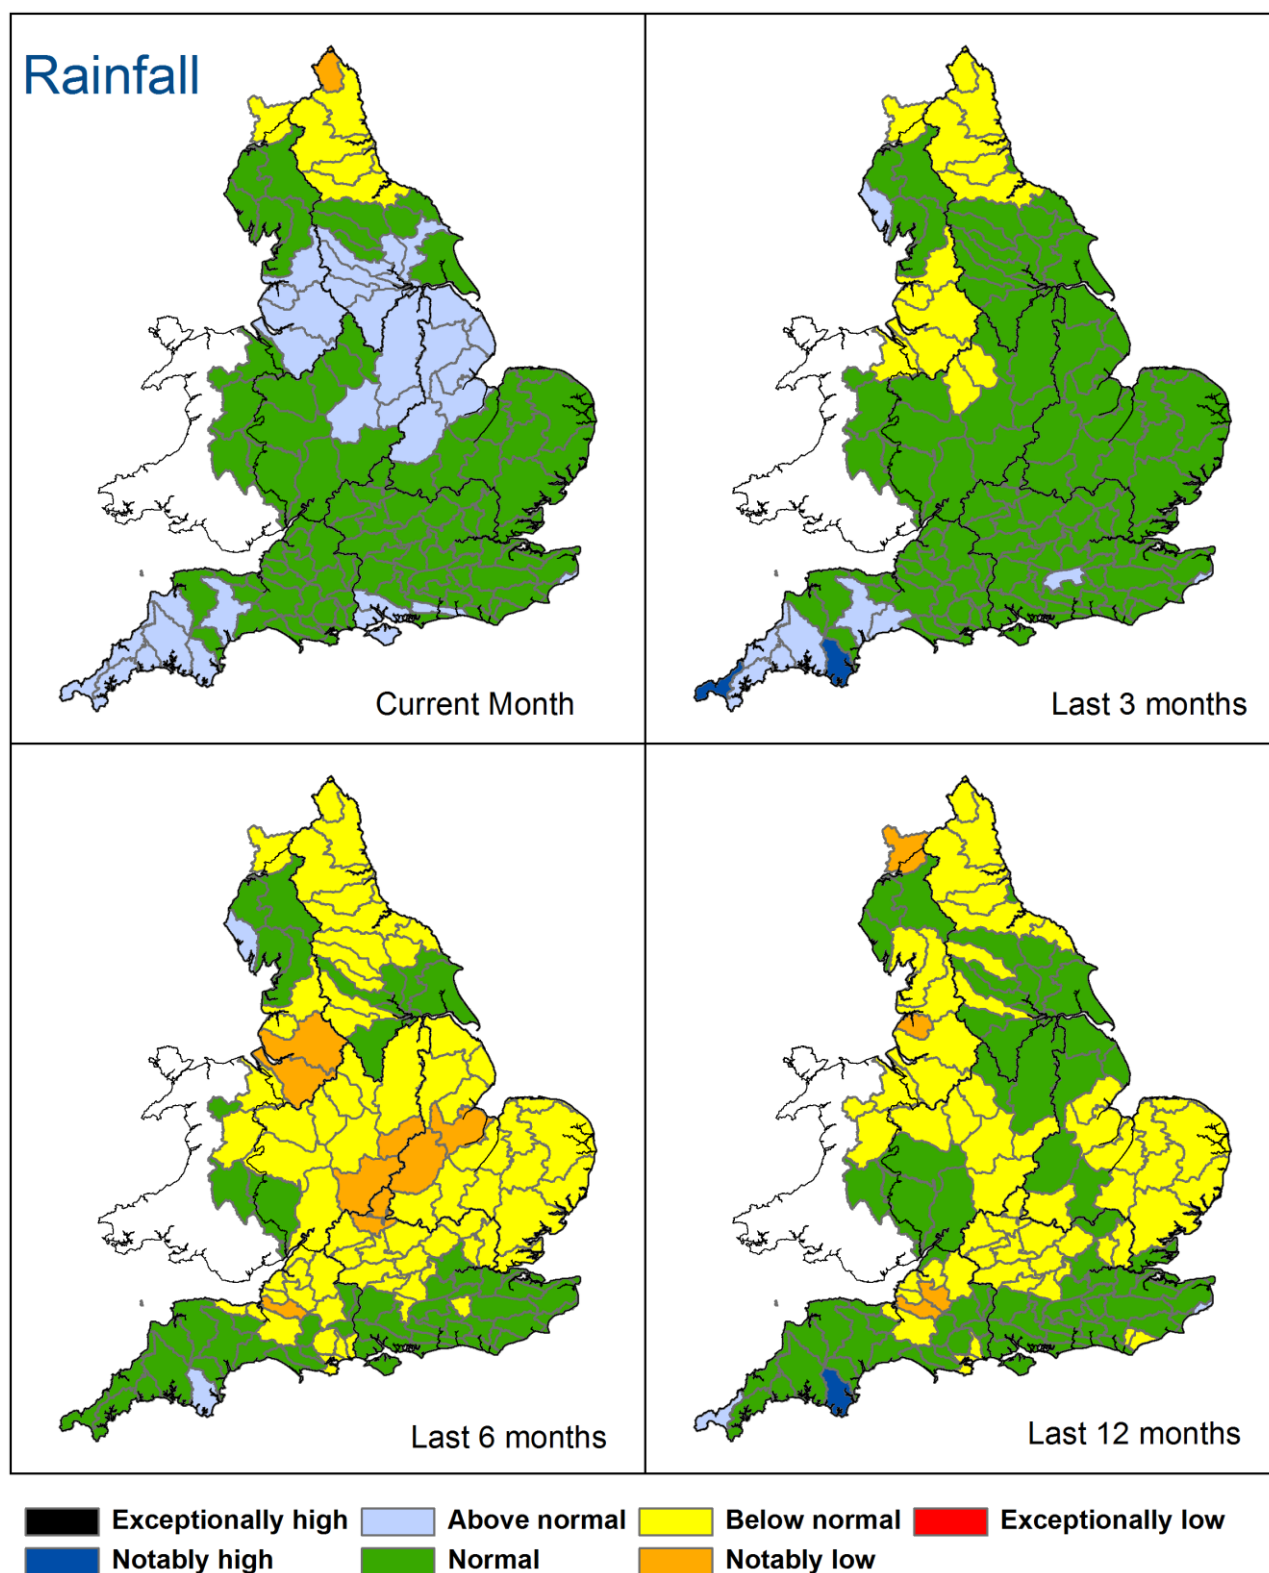 Rainfall
Current Month
Last 3 months
Last 6 months
Last 12 months
Exceptionally high
Above normal
Below normal
Exceptionally low
Notably high
Normal
Notably low